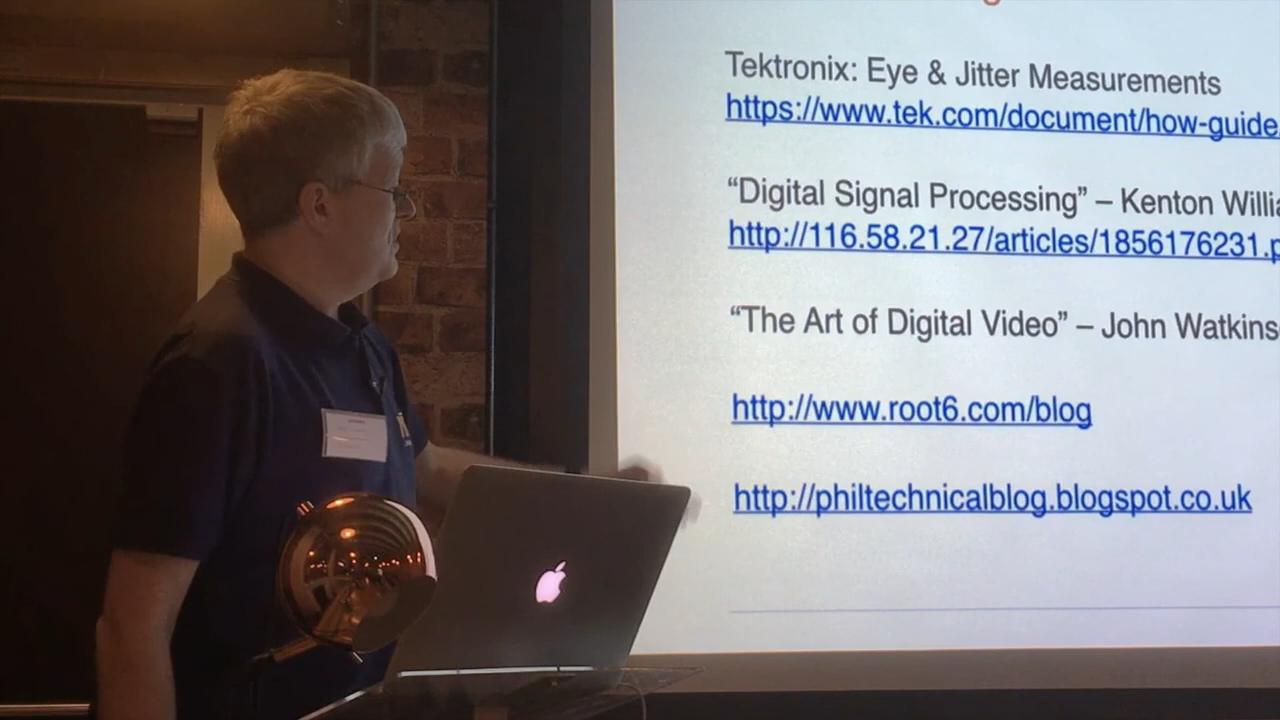 Tektronix: Eye & Jitter Measurements
https://www.tek.com/document/how-guide
“Digital Signal Processing” – Kenton Willia
http://116.58.21.27/articles/1856176231.p
“The Art of Digital Video” – John Watkins
http://www.root6.com/blog
http://philtechnicalblog.blogspot.co.uk